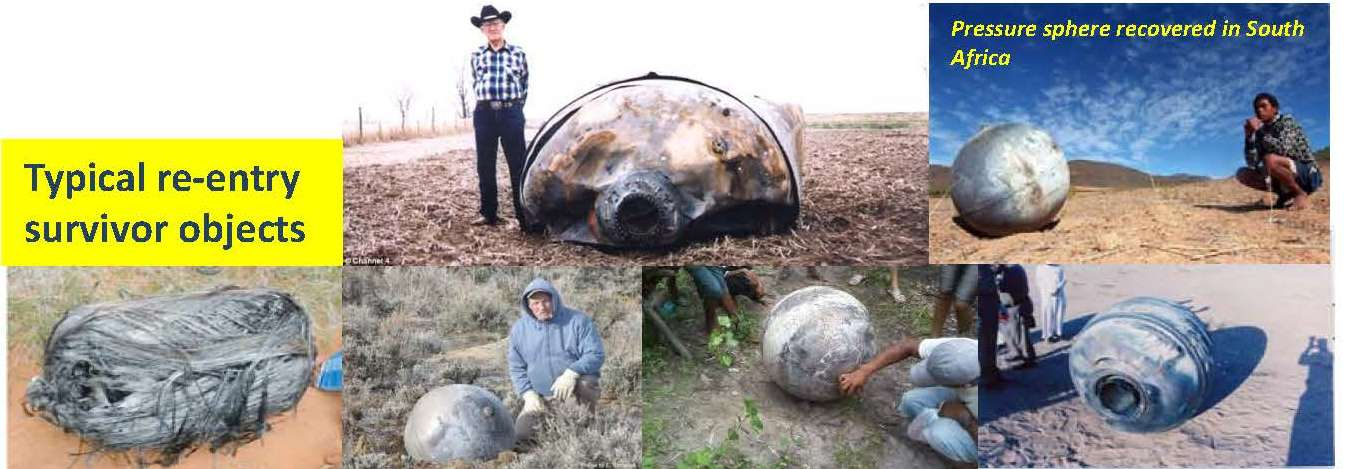 Pressure sphere recovered in South
Africa
Typical re-entry
survivor objects
© Channel 4